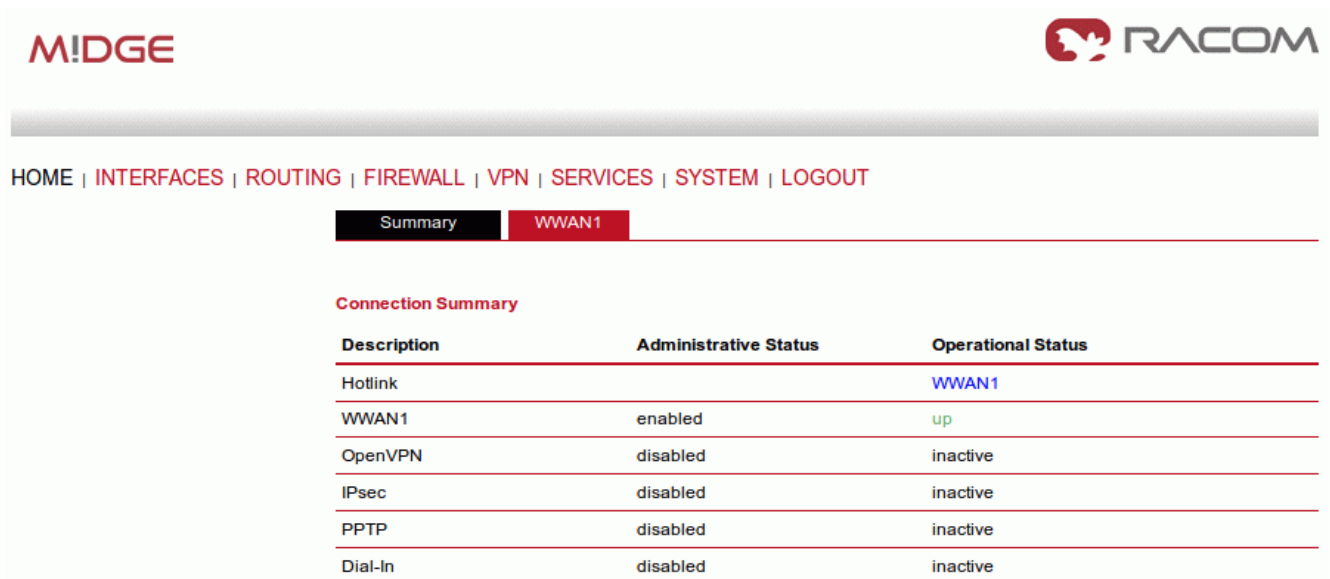 M!DGE
RACOM
HOME | INTERFACES | ROUTING | FIREWALL | VPN | SERVICES | SYSTEM | LOGOUT
Summary WWAN1
Connection Summary
Description Administrative Status Operational Status
Hotlink WWAN1
WWAN1 enabled up
OpenVPN disabled inactive
IPsec disabled inactive
PPTP disabled inactive
Dial-In disabled inactive